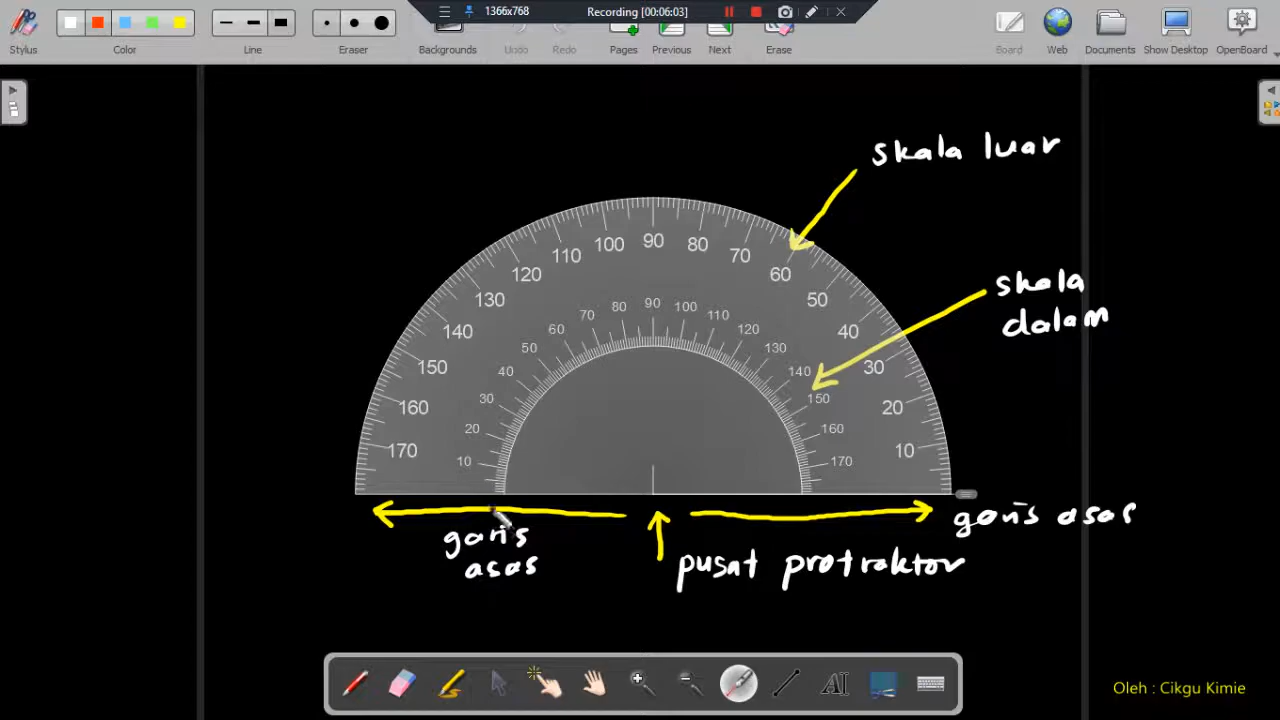 1366x768
Recording [00:06:03]
Stylus
Color
Line
Eraser
Backgrounds
Undo
Redo
Pages
Previous
Next
Erase
Board
Web
Documents
Show Desktop
OpenBoard
skala luar
skala
dalam
90
100 80
110 70
120 60
130 50
140 40
150 30
160 20
170 10
90
80 100
70 110
60 120
50 130
40 140
30 150
20 160
10 170
garis asas
garis
asas
pusat protraktor
AI
Oleh : Cikgu Kimie